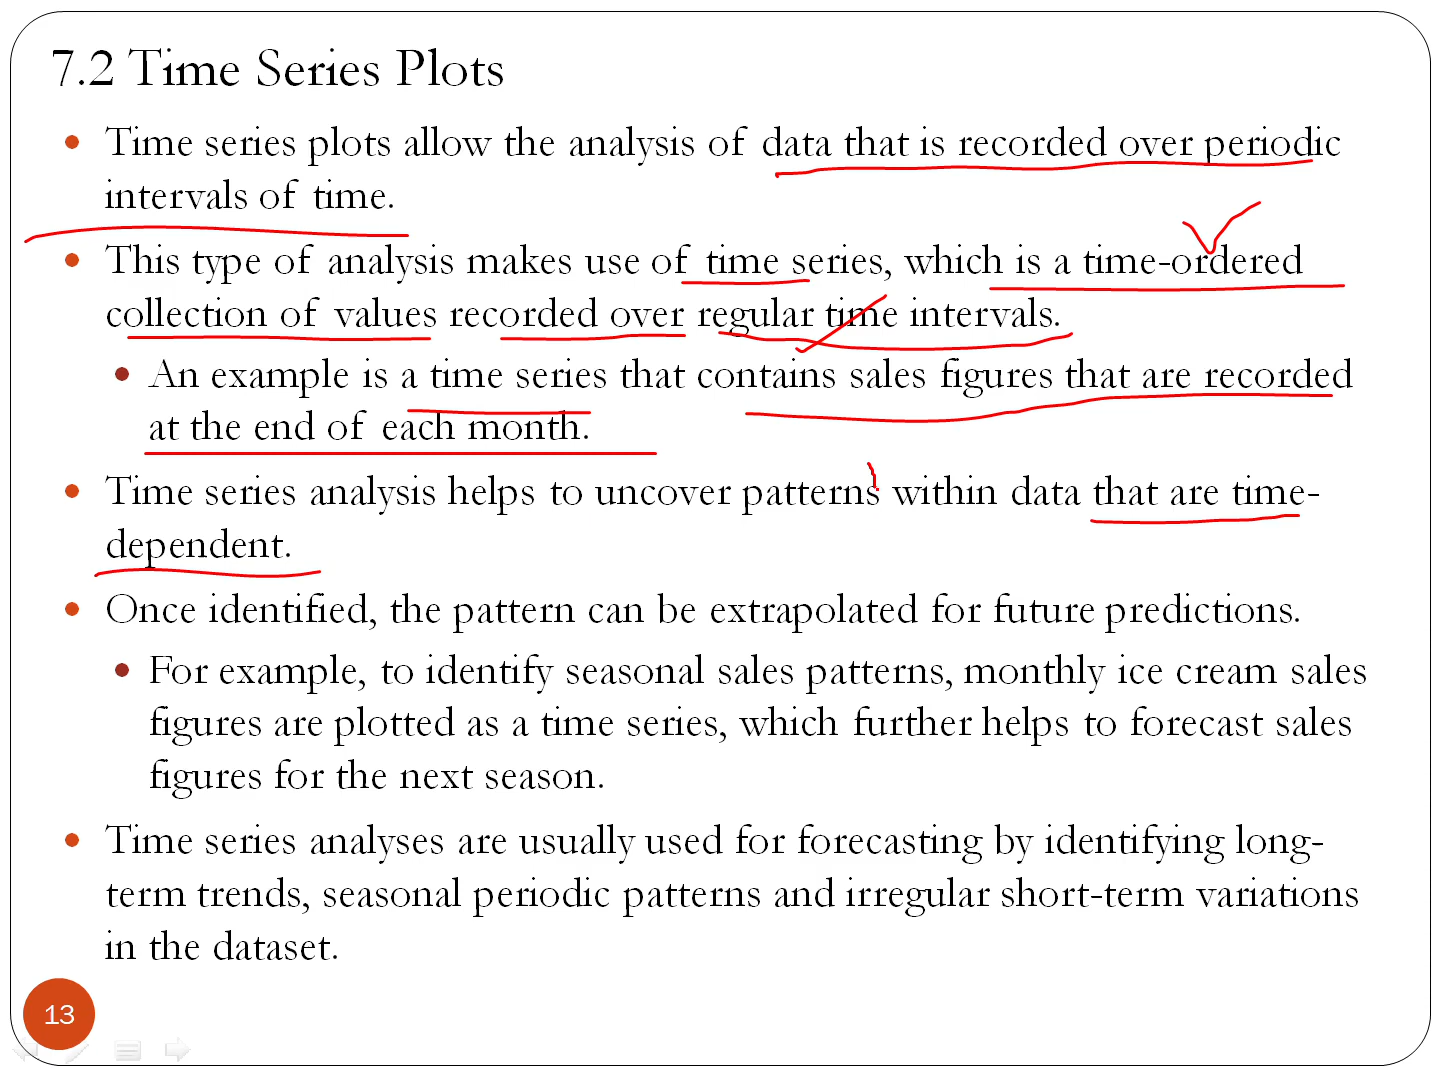 7.2 Time Series Plots
Time series plots allow the analysis of data that is recorded over periodic
intervals of time.
This type of analysis makes use of time series, which is a time-ordered
collection of values recorded over regular time intervals.
An example is a time series that contains sales figures that are recorded
at the end of each month.
Time series analysis helps to uncover patterns within data that are time-
dependent.
Once identified, the pattern can be extrapolated for future predictions.
For example, to identify seasonal sales patterns, monthly ice cream sales
figures are plotted as a time series, which further helps to forecast sales
figures for the next season.
Time series analyses are usually used for forecasting by identifying long-
term trends, seasonal periodic patterns and irregular short-term variations
in the dataset.
13